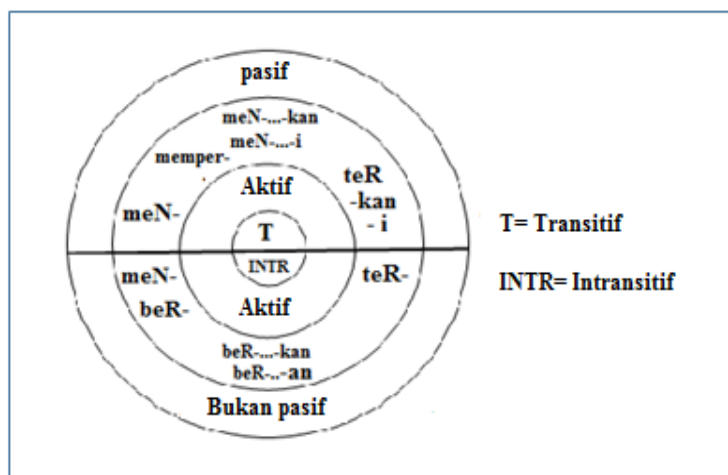 pasif
meN-...-kan
meN-...-i
memper-
Aktif
teR
-kan
- i
meN-
T
T= Transitif
INTR
INTR= Intransitif
meN-
teR-
beR-
Aktif
beR-...-kan
beR-..-an
Bukan pasif